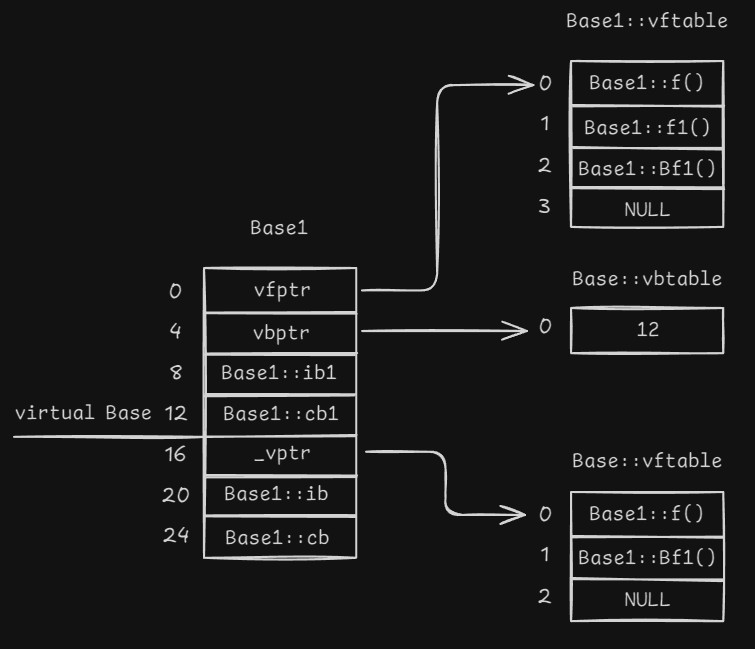 Base1::vftable
0 Base1::f()
1 Base1::f1()
2 Base1::Bf1()
3 NULL
Base1
0 vfptr
4 vbptr
8 Base1::ib1
virtual Base 12 Base1::cb1
16 _vptr
20 Base1::ib
24 Base1::cb
Base::vbtable
0 12
Base::vftable
0 Base1::f()
1 Base1::Bf1()
2 NULL